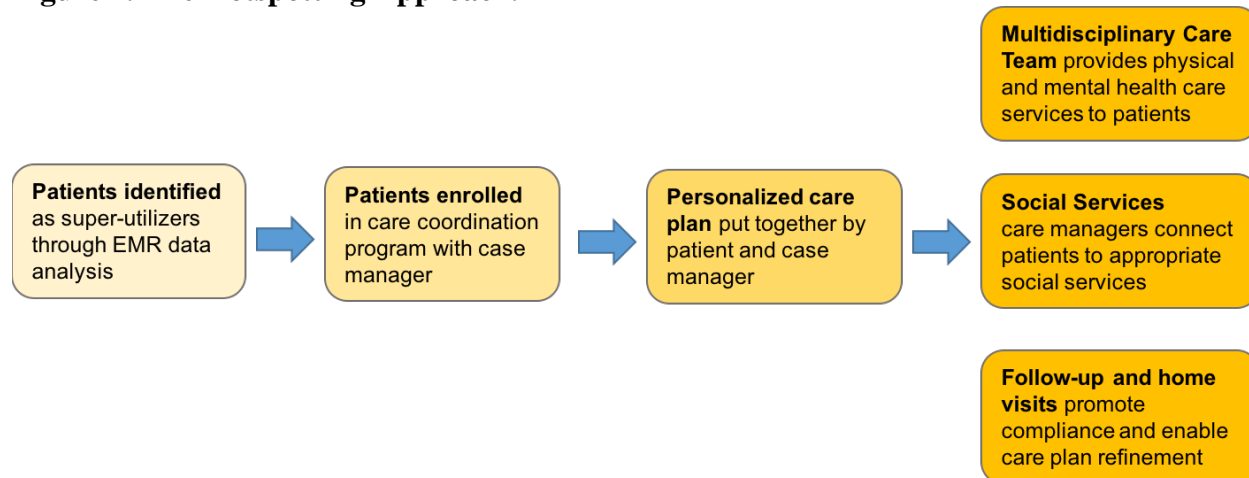 Patients identified
as super-utilizers
through EMR data
analysis
Patients enrolled
in care coordination
program with case
manager
Personalized care
plan put together by
patient and case
manager
Multidisciplinary Care
Team provides physical
and mental health care
services to patients
Social Services
care managers connect
patients to appropriate
social services
Follow-up and home
visits promote
compliance and enable
care plan refinement